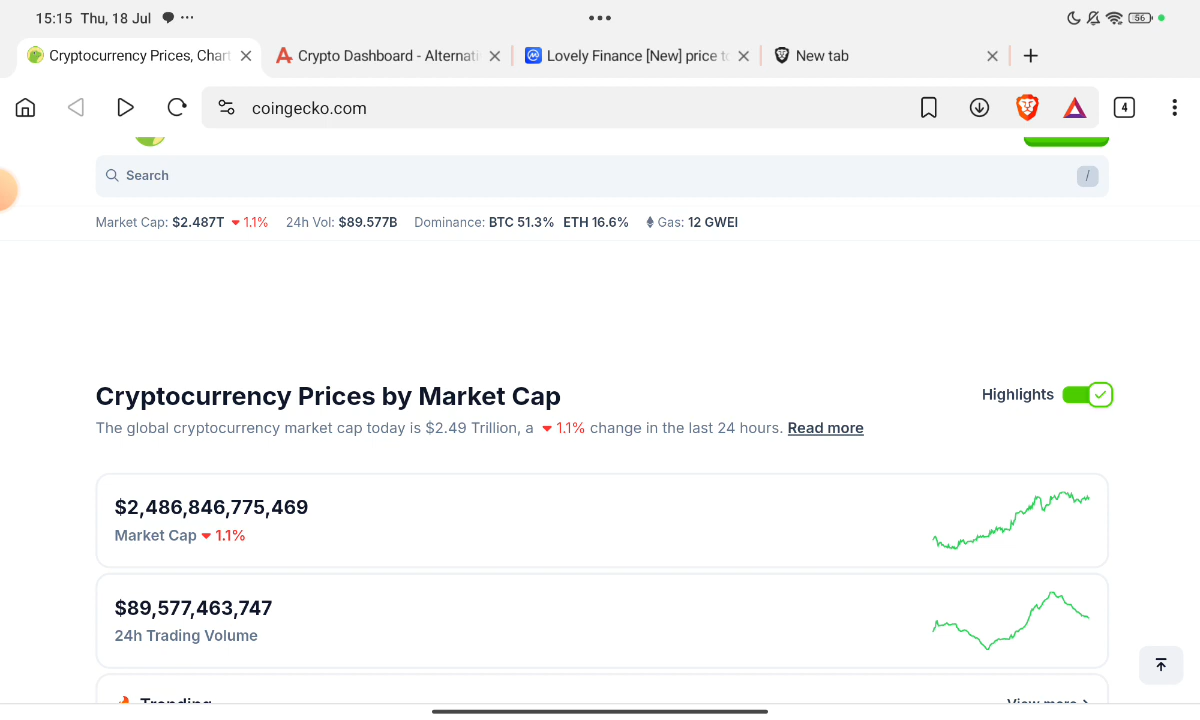 15:15 Thu, 18 Jul
56
Cryptocurrency Prices, Chart
Crypto Dashboard - Alternati
Lovely Finance [New] price to
New tab
coingecko.com
4
Search
/
Market Cap: $2.487T 1.1% 24h Vol: $89.577B Dominance: BTC 51.3% ETH 16.6% Gas: 12 GWEI
Cryptocurrency Prices by Market Cap
Highlights
The global cryptocurrency market cap today is $2.49 Trillion, a 1.1% change in the last 24 hours. Read more
$2,486,846,775,469
Market Cap 1.1%
$89,577,463,747
24h Trading Volume
Trending
View more